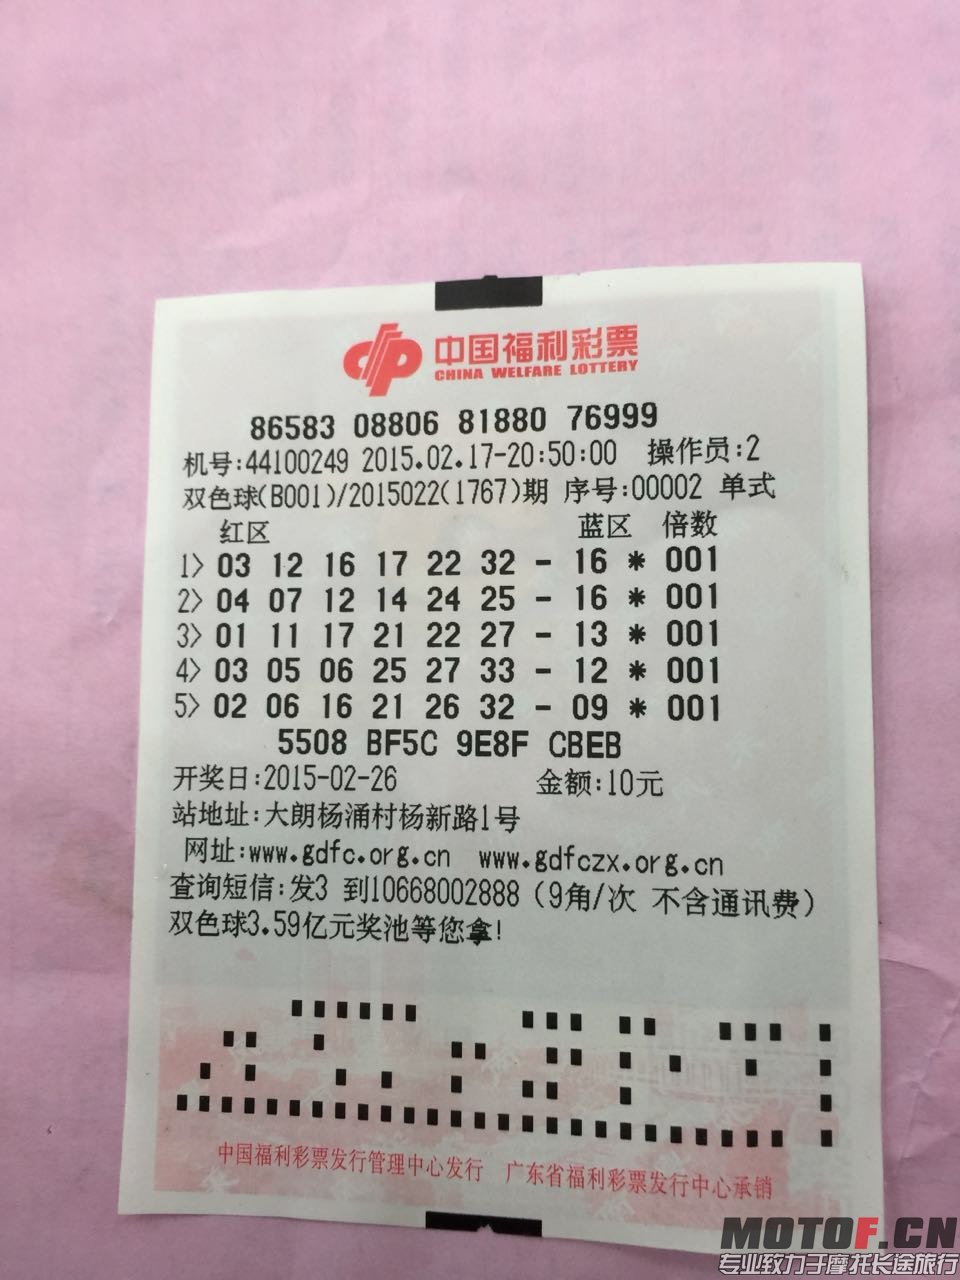 中国福利彩票
CHINA WELFARE LOTTERY
86583 08806 81880 76999
机号:44100249 2015.02.17-20:50:00 操作员:2
双色球(B001)/2015022(1767)期 序号:00002 单式
红区 蓝区 倍数
1> 03 12 16 17 22 32 - 16 * 001
2> 04 07 12 14 24 25 - 16 * 001
3> 01 11 17 21 22 27 - 13 * 001
4> 03 05 06 25 27 33 - 12 * 001
5> 02 06 16 21 26 32 - 09 * 001
5508 BF5C 9E8F CBEB
开奖日:2015-02-26 金额:10元
站地址:大朗杨涌村杨新路1号
网址:www.gdfc.org.cn www.gdfczx.org.cn
查询短信:发3 到10668002888（9角/次 不含通讯费）
双色球3.59亿元奖池等您拿!
中国福利彩票发行管理中心发行 广东省福利彩票发行中心承销
MOTOF.CN
专业致力于摩托长途旅行